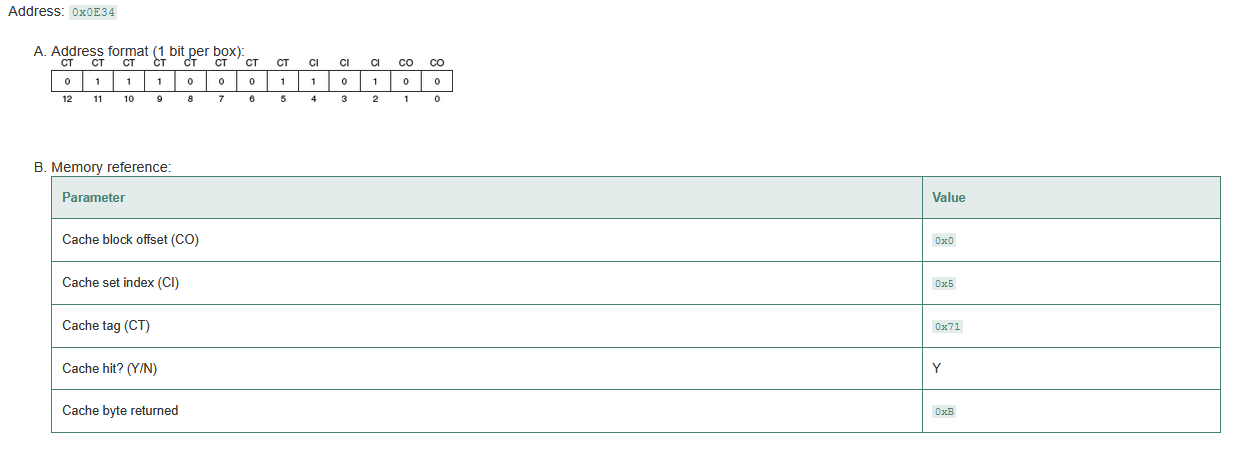 Address: 0x0E34
A. Address format (1 bit per box):
CT CT CT CT CT CT CT CT CI CI CI CO CO
0 1 1 1 0 0 0 1 1 0 1 0 0
12 11 10 9 8 7 6 5 4 3 2 1 0
B. Memory reference:
Parameter Value
Cache block offset (CO) 0x0
Cache set index (CI) 0x5
Cache tag (CT) 0x71
Cache hit? (Y/N) Y
Cache byte returned 0xB